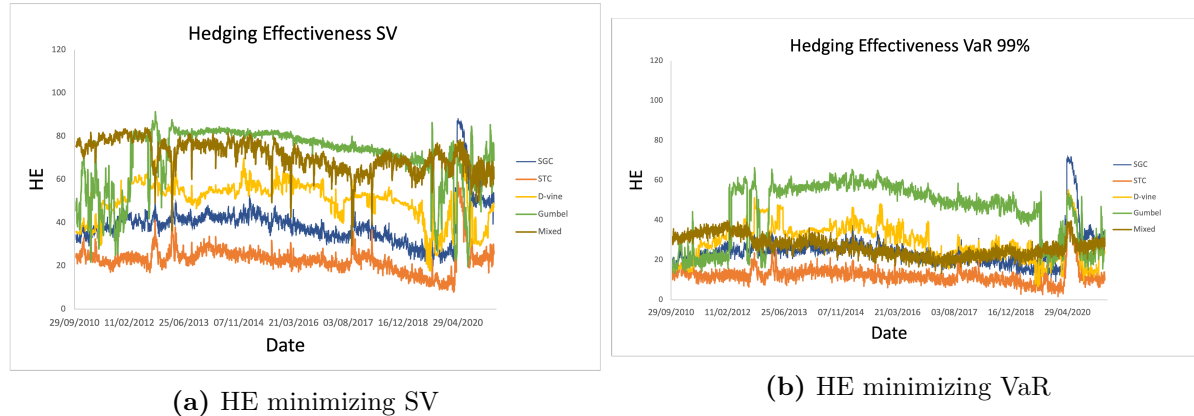 Hedging Effectiveness SV
120
100
80
60
40
20
0
HE
29/09/2010 11/02/2012 25/06/2013 07/11/2014 21/03/2016 03/08/2017 16/12/2018 29/04/2020
Date
SGC
STC
D-vine
Gumbel
Mixed
(a) HE minimizing SV
Hedging Effectiveness VaR 99%
120
100
80
60
40
20
0
HE
29/09/2010 11/02/2012 25/06/2013 07/11/2014 21/03/2016 03/08/2017 16/12/2018 29/04/2020
Date
SGC
STC
D-vine
Gumbel
Mixed
(b) HE minimizing VaR